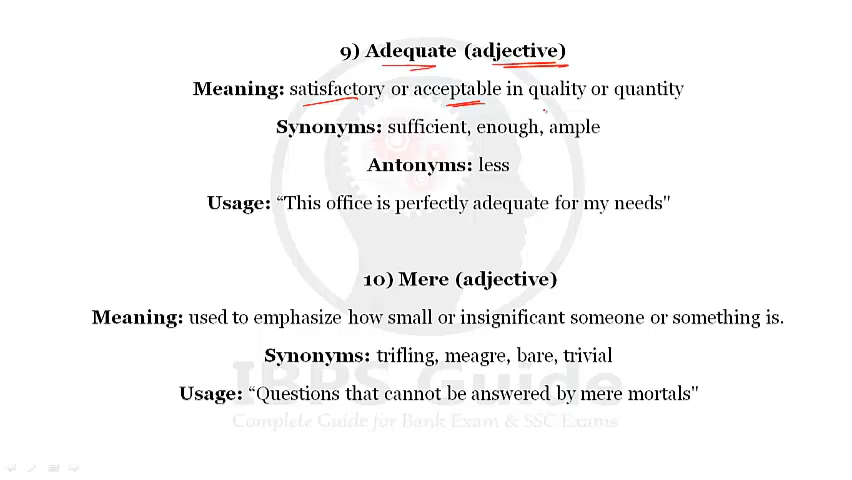 9) Adequate (adjective)
Meaning: satisfactory or acceptable in quality or quantity
Synonyms: sufficient, enough, ample
Antonyms: less
Usage: “This office is perfectly adequate for my needs"
10) Mere (adjective)
Meaning: used to emphasize how small or insignificant someone or something is.
Synonyms: trifling, meagre, bare, trivial
IBPS Guide
Usage: “Questions that cannot be answered by mere mortals"
Complete Guide for Bank Exam & SSC Exams